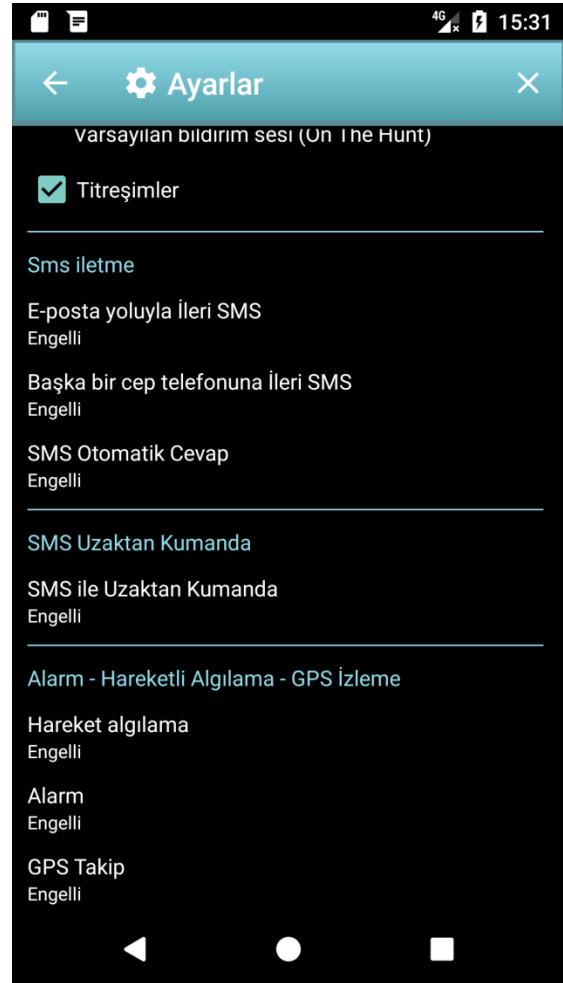 4G 15:31
Ayarlar
Varsayılan bildirim sesi (On The Hunt)
Titreşimler
Sms iletme
E-posta yoluyla İleri SMS
Engelli
Başka bir cep telefonuna İleri SMS
Engelli
SMS Otomatik Cevap
Engelli
SMS Uzaktan Kumanda
SMS ile Uzaktan Kumanda
Engelli
Alarm - Hareketli Algılama - GPS İzleme
Hareket algılama
Engelli
Alarm
Engelli
GPS Takip
Engelli